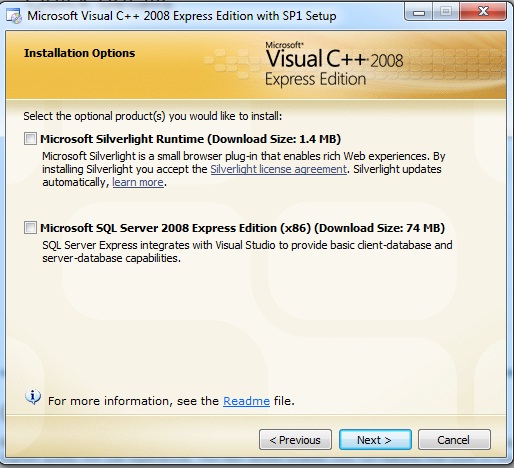 Microsoft Visual C++ 2008 Express Edition with SP1 Setup
Installation Options
Microsoft®
Visual C++ 2008
Express Edition
Select the optional product(s) you would like to install:
Microsoft Silverlight Runtime (Download Size: 1.4 MB)
Microsoft Silverlight is a small browser plug-in that enables rich Web experiences. By
installing Silverlight you accept the Silverlight license agreement. Silverlight updates
automatically, learn more.
Microsoft SQL Server 2008 Express Edition (x86) (Download Size: 74 MB)
SQL Server Express integrates with Visual Studio to provide basic client-database and
server-database capabilities.
For more information, see the Readme file.
< Previous Next > Cancel